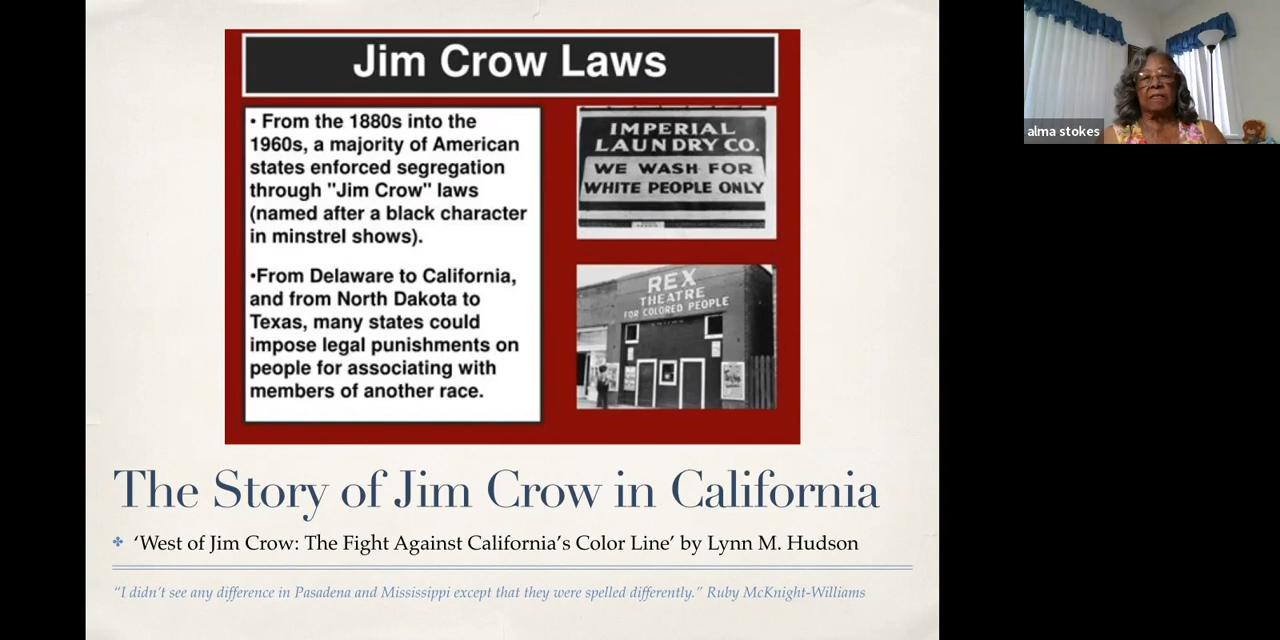 Jim Crow Laws
• From the 1880s into the
1960s, a majority of American
states enforced segregation
through "Jim Crow" laws
(named after a black character
in minstrel shows).
•From Delaware to California,
and from North Dakota to
Texas, many states could
impose legal punishments on
people for associating with
members of another race.
IMPERIAL
LAUNDRY CO.
WE WASH FOR
WHITE PEOPLE ONLY
REX
THEATRE
FOR COLORED PEOPLE
The Story of Jim Crow in California
‘West of Jim Crow: The Fight Against California’s Color Line’ by Lynn M. Hudson
“I didn’t see any difference in Pasadena and Mississippi except that they were spelled differently.” Ruby McKnight-Williams
alma stokes